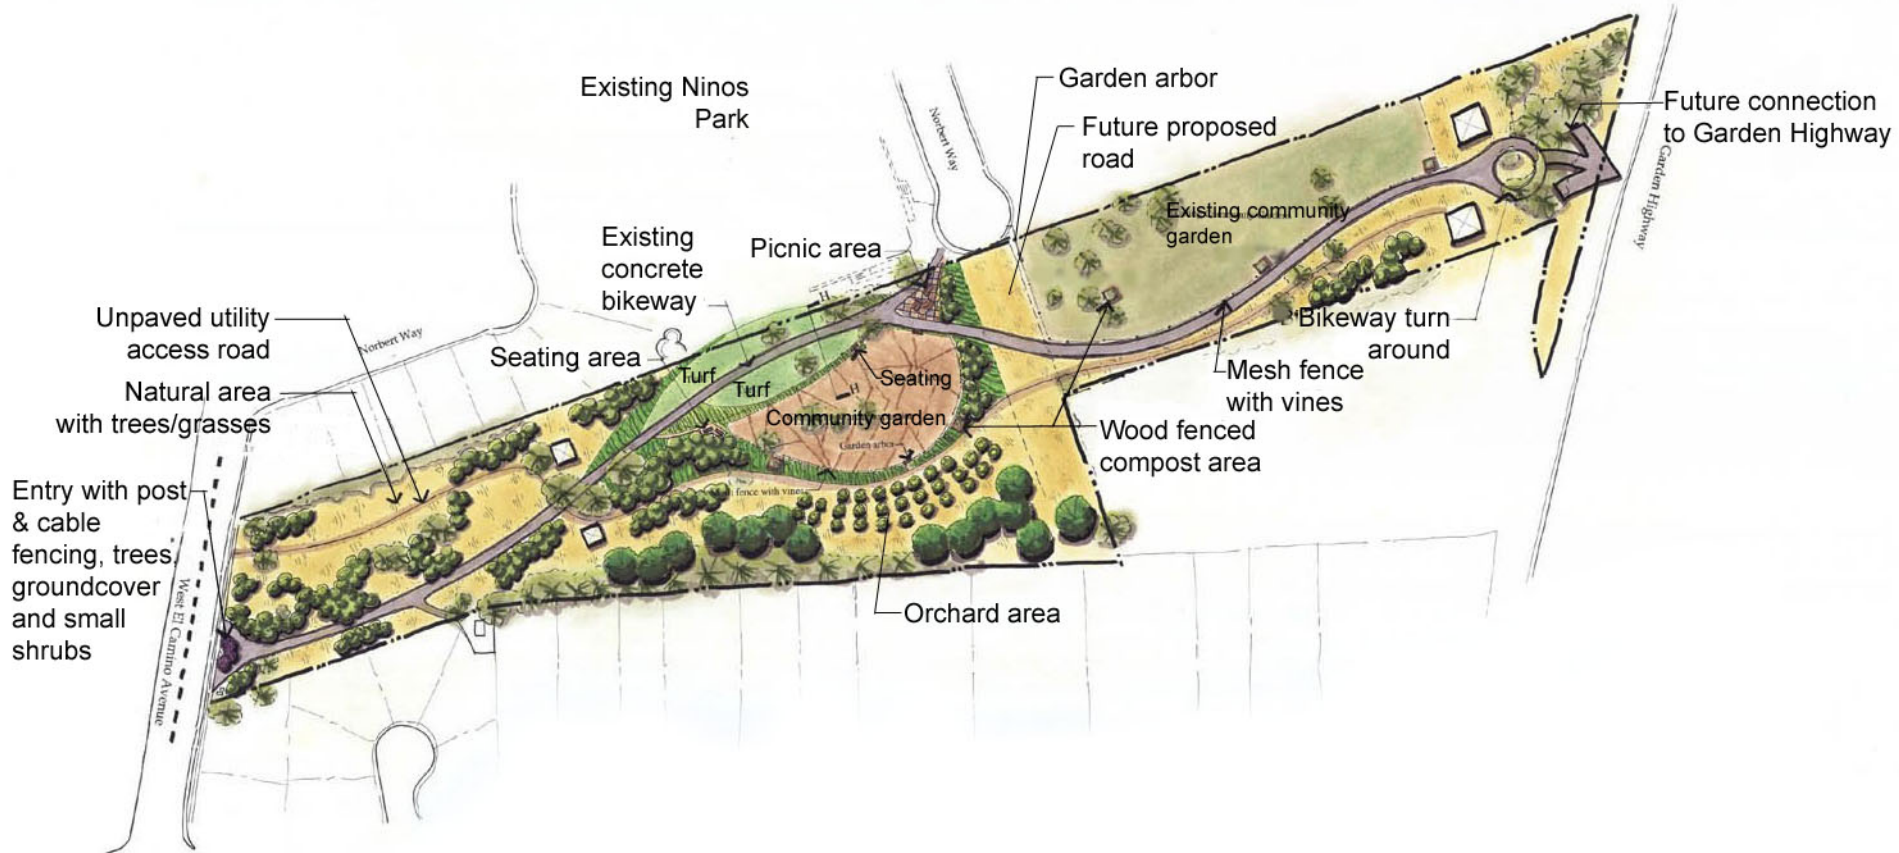 Existing Ninos
Park
Garden arbor
Future proposed
road
Future connection
to Garden Highway
Norbert Way
Garden Highway
Existing community
garden
Existing
concrete
bikeway
Picnic area
Unpaved utility
access road
Norbert Way
Seating area
Turf
Turf
Seating
Bikeway turn
around
Mesh fence
with vines
Natural area
with trees/grasses
Community garden
Garden arbor
Wood fenced
compost area
Entry with post
& cable
fencing, trees,
groundcover
and small
shrubs
fence with vines
West El Camino Avenue
Orchard area
H
H